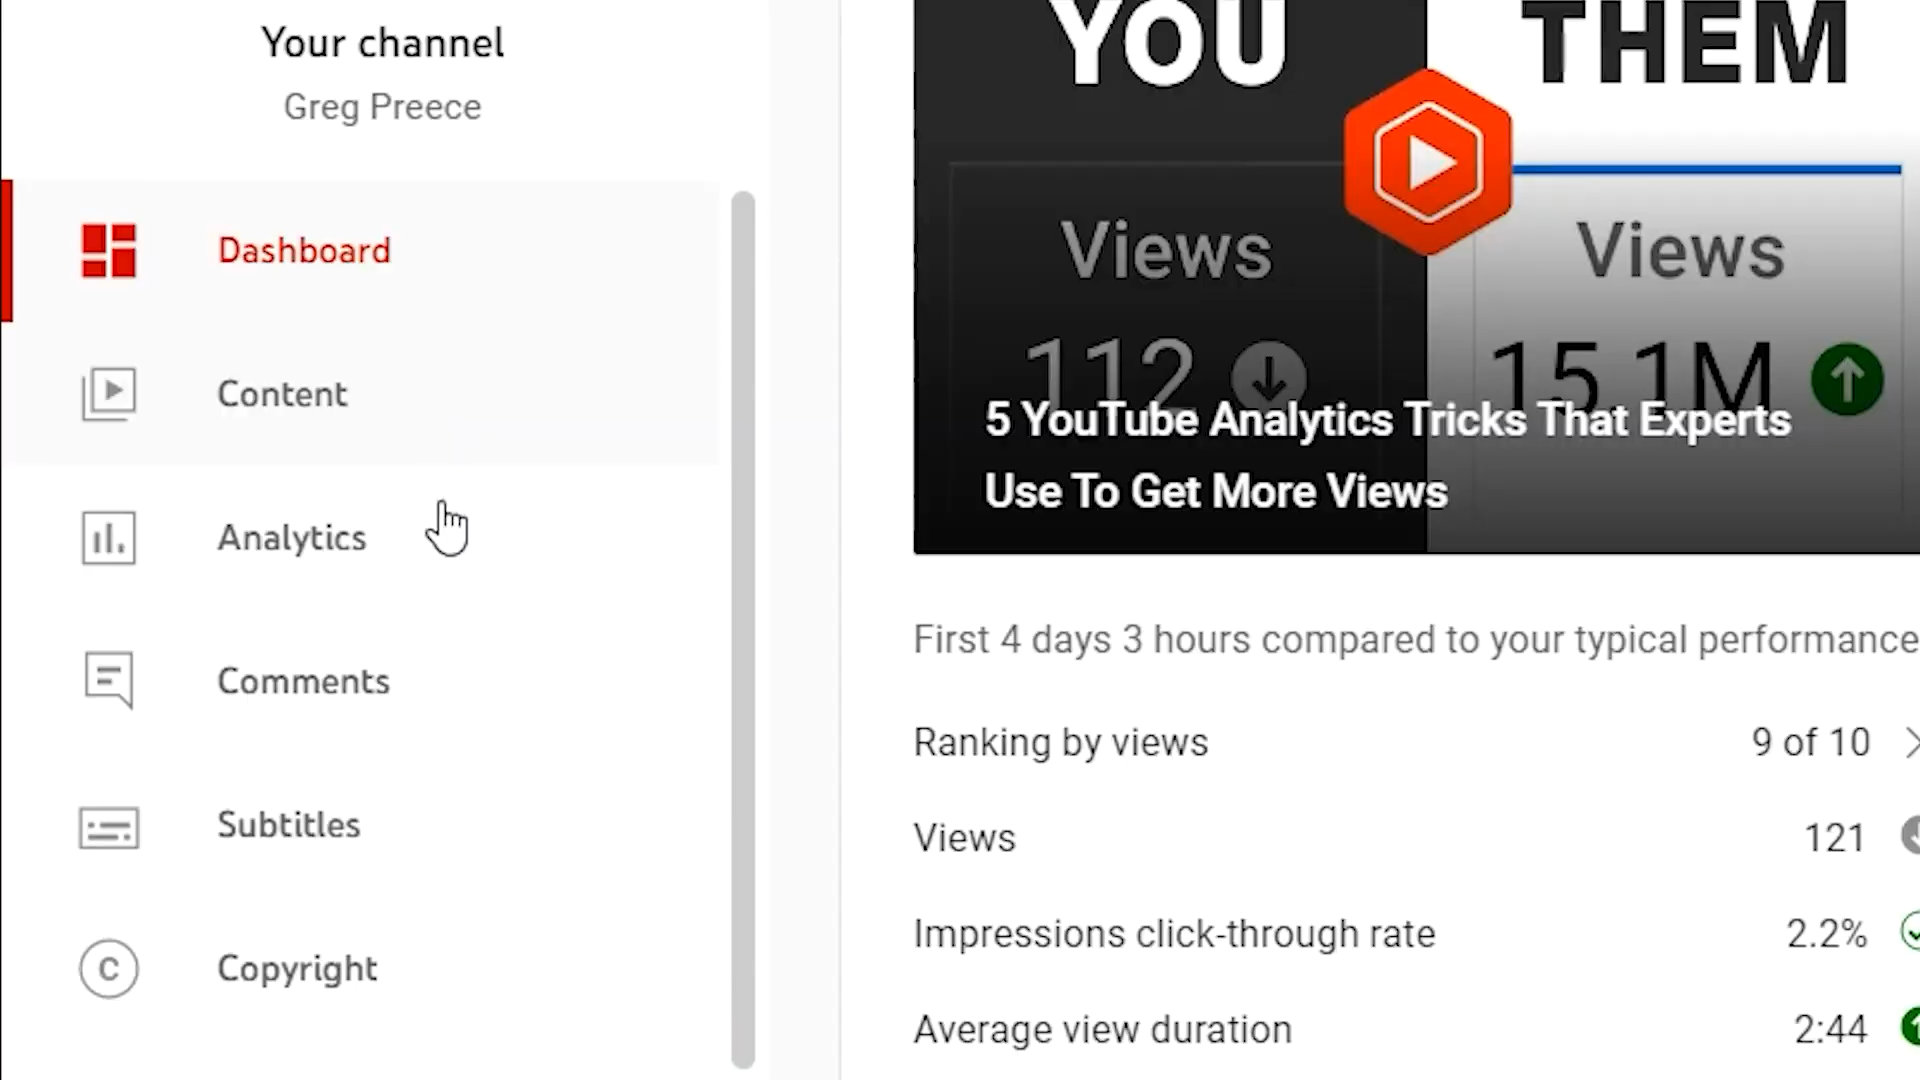 Your channel
Greg Preece
Dashboard
Content
Analytics
Comments
Subtitles
C
Copyright
YOU
THEM
Views
Views
112
15.1M
5 YouTube Analytics Tricks That Experts
Use To Get More Views
First 4 days 3 hours compared to your typical performance
Ranking by views
9 of 10
Views
121
Impressions click-through rate
2.2%
Average view duration
2:44